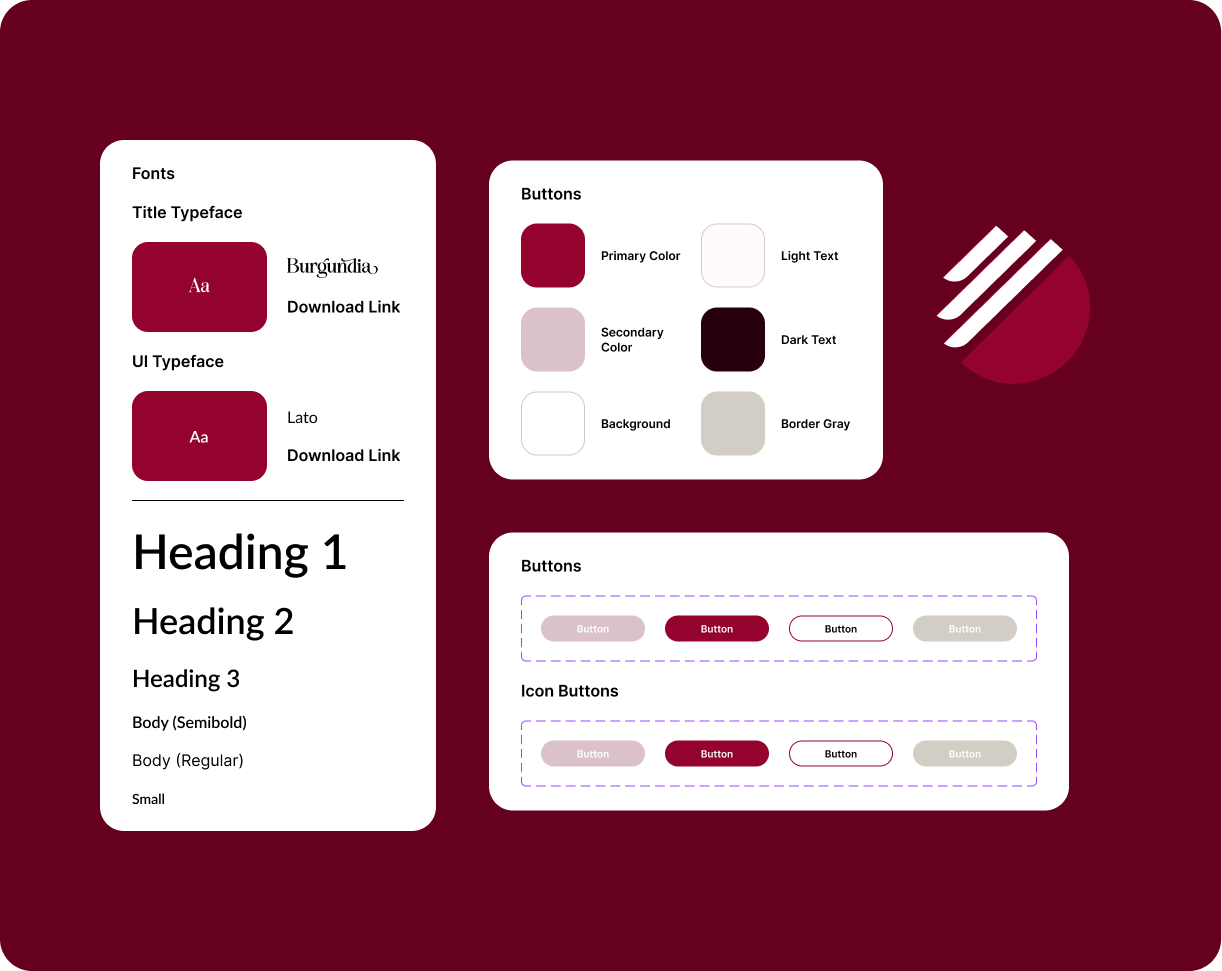 Fonts
Title Typeface
Aa
Burgundia
Download Link
UI Typeface
Aa
Lato
Download Link
Heading 1
Heading 2
Heading 3
Body (Semibold)
Body (Regular)
Small
Buttons
Primary Color
Light Text
Secondary
Color
Dark Text
Background
Border Gray
Buttons
Button Button Button Button
Icon Buttons
Button Button Button Button